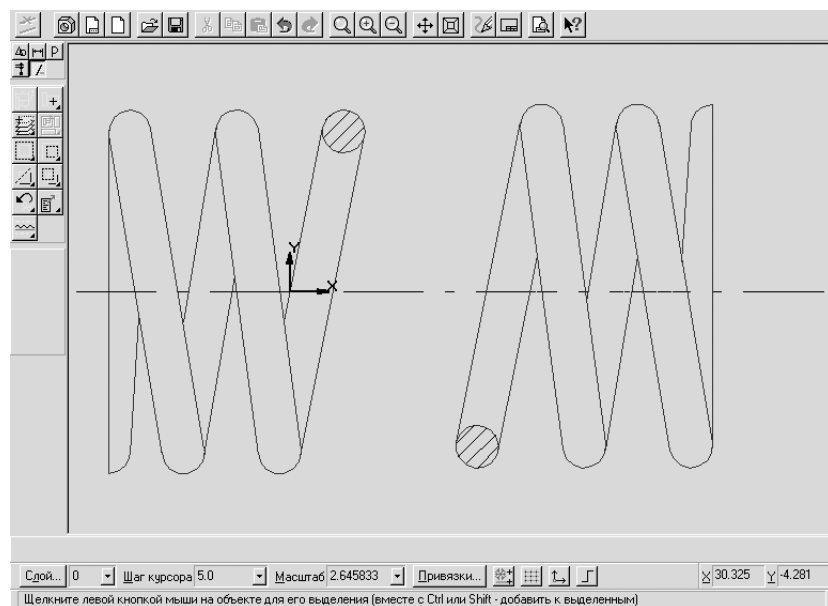 P
Y
X
Слой... 0 Шаг курсора 5.0 Масштаб 2.645833 Привязки... X 30.325 Y -4.281
Щелкните левой кнопкой мыши на объекте для его выделения (вместе с Ctrl или Shift - добавить к выделенным)